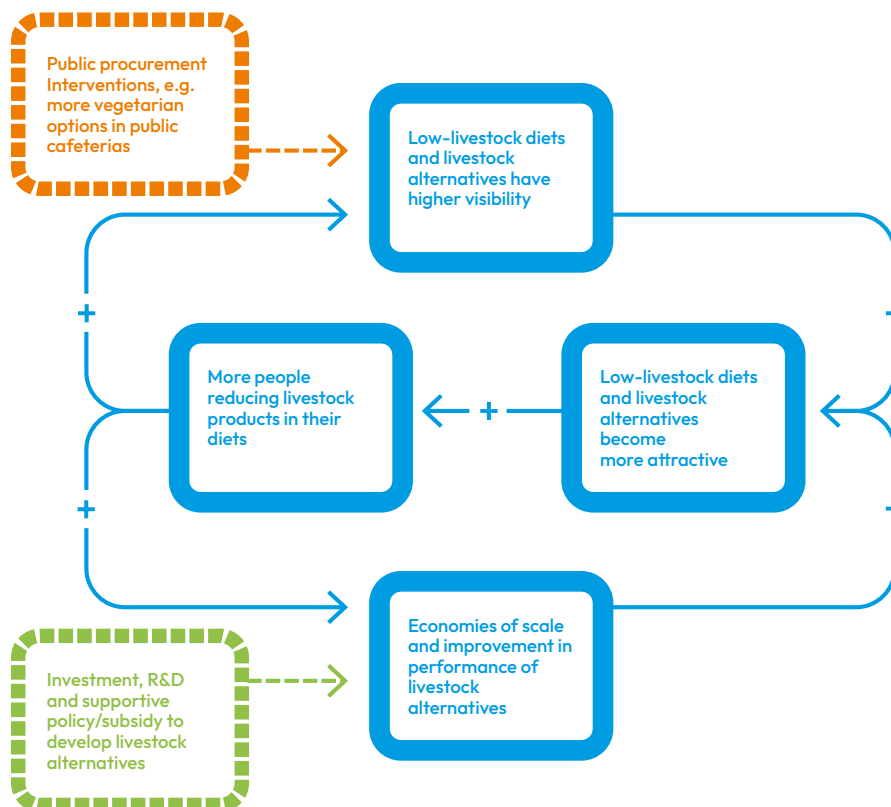 Public procurement
Interventions, e.g.
more vegetarian
options in public
cafeterias
Low-livestock diets
and livestock
alternatives have
higher visibility
+
+
More people
reducing livestock
products in their
diets
+
Low-livestock diets
and livestock
alternatives
become
more attractive
+
+
Economies of scale
and improvement in
performance of
livestock
alternatives
Investment, R&D
and supportive
policy/subsidy to
develop livestock
alternatives